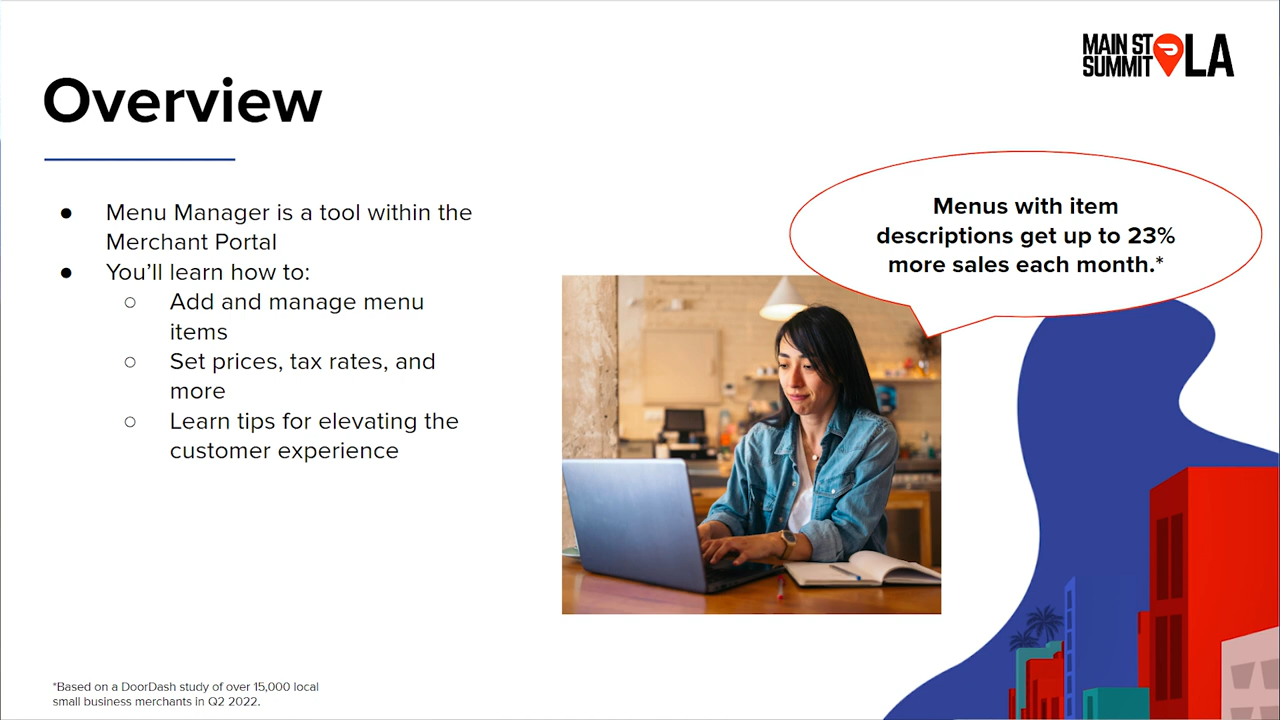 MAIN ST
SUMMIT
LA
Overview
● Menu Manager is a tool within the
Merchant Portal
● You’ll learn how to:
○ Add and manage menu
items
○ Set prices, tax rates, and
more
○ Learn tips for elevating the
customer experience
Menus with item
descriptions get up to 23%
more sales each month.*
*Based on a DoorDash study of over 15,000 local
small business merchants in Q2 2022.